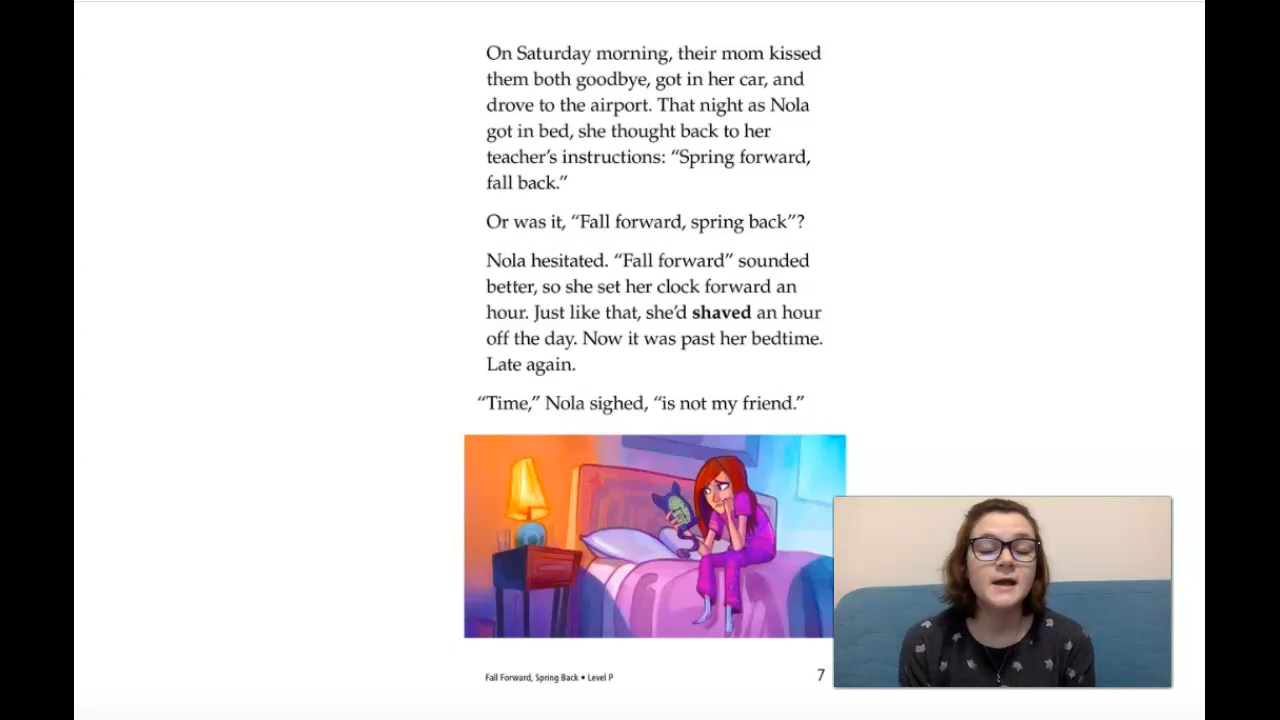 On Saturday morning, their mom kissed
them both goodbye, got in her car, and
drove to the airport. That night as Nola
got in bed, she thought back to her
teacher’s instructions: “Spring forward,
fall back.”
Or was it, “Fall forward, spring back”?
Nola hesitated. “Fall forward” sounded
better, so she set her clock forward an
hour. Just like that, she’d shaved an hour
off the day. Now it was past her bedtime.
Late again.
“Time,” Nola sighed, “is not my friend.”
Fall Forward, Spring Back • Level P
7